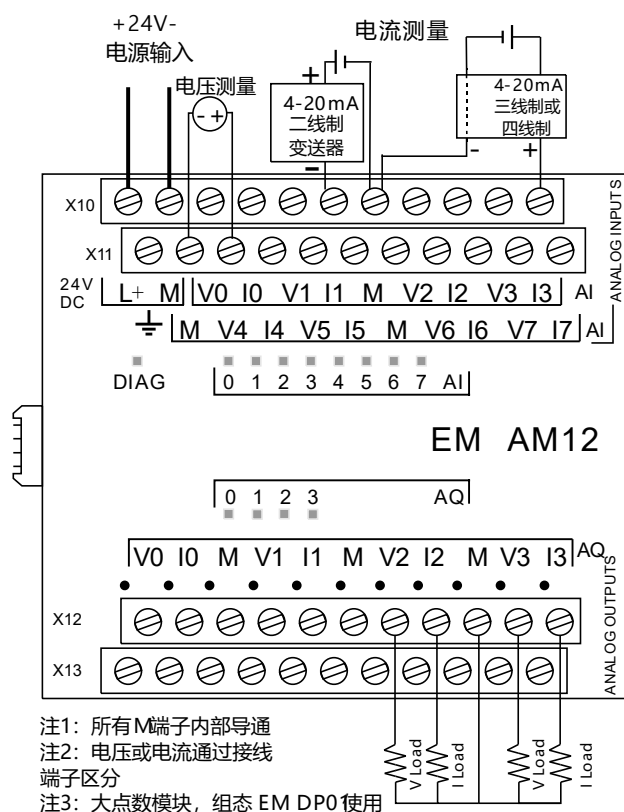 +24V-
电源输入
电压测量
- +
电流测量
+
4-20mA
二线制
变送器
-
4-20mA
三线制或
四线制
- +
X10
X11
ANALOG INPUTS
24V
DC
L+ M V0 I0 V1 I1 M V2 I2 V3 I3 AI
M V4 I4 V5 I5 M V6 I6 V7 I7 AI
DIAG
0 1 2 3 4 5 6 7 AI
EM AM12
0 1 2 3 AQ
V0 I0 M V1 I1 M V2 I2 M V3 I3 AQ
ANALOG OUTPUTS
X12
X13
V Load
I Load
V Load
I Load
注1：所有M端子内部导通
注2：电压或电流通过接线
端子区分
注3：大点数模块，组态 EM DP01使用